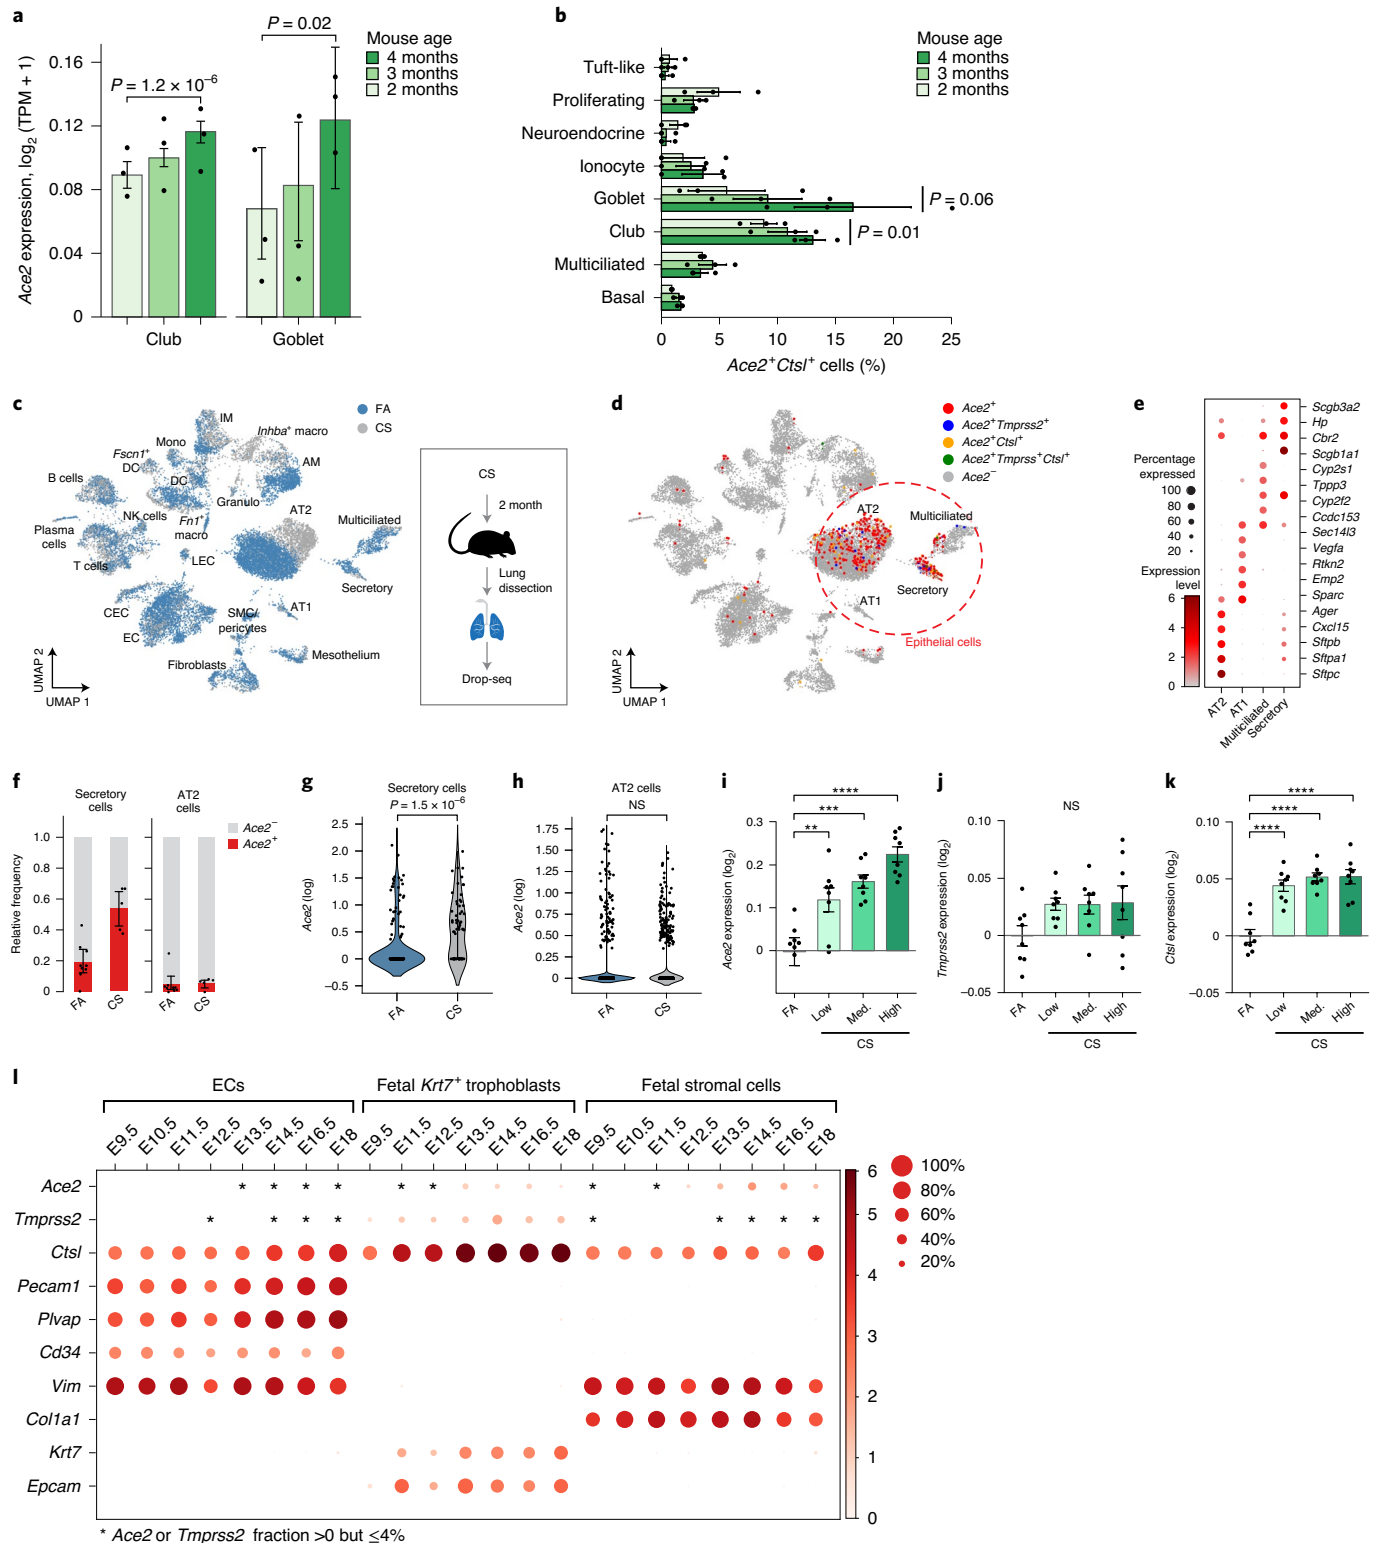 a
P = 0.02
Mouse age
4 months
3 months
2 months
P = 1.2 × 10⁻⁶
Ace2 expression, log₂ (TPM + 1)
0.16
0.12
0.08
0.04
0
Club
Goblet
b
Mouse age
4 months
3 months
2 months
Tuft-like
Proliferating
Neuroendocrine
Ionocyte
Goblet
Club
Multiciliated
Basal
P = 0.06
P = 0.01
0 5 10 15 20 25
Ace2⁺Ctsl⁺ cells (%)
c
FA
CS
IM
Inhba⁺ macro
Mono
Fscn1⁺
DC
AM
B cells
DC
Granulo
AT2
NK cells
Fn1⁺
macro
Multiciliated
Plasma
cells
T cells
LEC
Secretory
CEC
SMC/
pericytes
AT1
EC
Fibroblasts
Mesothelium
UMAP 2
UMAP 1
CS
2 month
Lung
dissection
Drop-seq
d
Ace2⁺
Ace2⁺Tmprss2⁺
Ace2⁺Ctsl⁺
Ace2⁺Tmprss⁺Ctsl⁺
Ace2⁻
AT2
Multiciliated
Secretory
AT1
Epithelial cells
UMAP 2
UMAP 1
e
Percentage
expressed
100
80
60
40
20
Expression
level
6
4
2
0
Scgb3a2
Hp
Cbr2
Scgb1a1
Cyp2s1
Tppp3
Cyp2f2
Ccdc153
Sec14l3
Vegfa
Rtkn2
Emp2
Sparc
Ager
Cxcl15
Sftpb
Sftpa1
Sftpc
AT2
AT1
Multiciliated
Secretory
f
Secretory
cells
AT2
cells
Ace2⁻
Ace2⁺
Relative frequency
1.0
0.8
0.6
0.4
0.2
0
FA CS FA CS
g
Secretory cells
P = 1.5 × 10⁻⁶
Ace2 (log)
2.5
2.0
1.5
1.0
0.5
0
–0.5
FA CS
h
AT2 cells
NS
Ace2 (log)
1.75
1.50
1.25
1.00
0.75
0.50
0.25
0
FA CS
i
****
***
**
Ace2 expression (log₂)
0.3
0.2
0.1
0
FA Low Med. High
CS
j
NS
Tmprss2 expression (log₂)
0.10
0.05
0
–0.05
FA Low Med. High
CS
k
****
****
****
Ctsl expression (log₂)
0.10
0.05
0
–0.05
FA Low Med. High
CS
l
ECs Fetal Krt7⁺ trophoblasts Fetal stromal cells
E9.5 E10.5 E11.5 E12.5 E13.5 E14.5 E16.5 E18 E9.5 E11.5 E12.5 E13.5 E14.5 E16.5 E18 E9.5 E10.5 E11.5 E12.5 E13.5 E14.5 E16.5 E18
Ace2 * * * * * * * *
Tmprss2 * * * * * * * * *
Ctsl
Pecam1
Plvap
Cd34
Vim
Col1a1
Krt7
Epcam
6
5
4
3
2
1
0
100%
80%
60%
40%
20%
* Ace2 or Tmprss2 fraction >0 but ≤4%